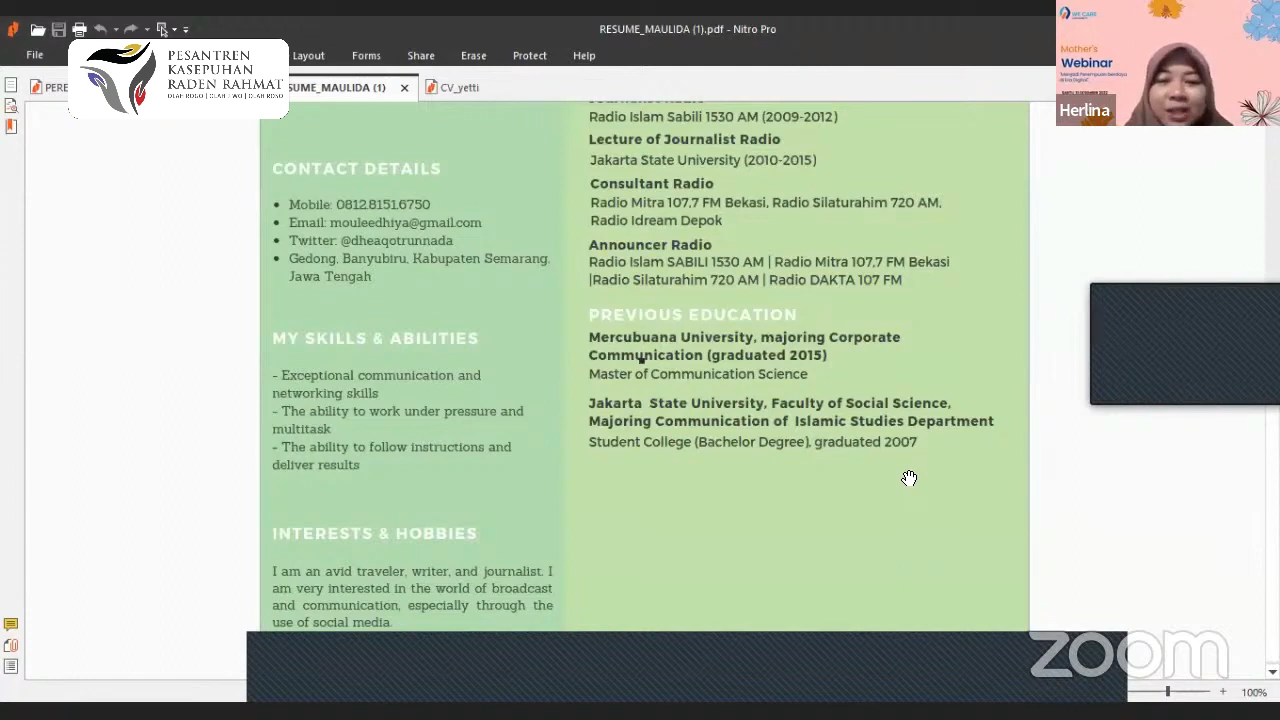 RESUME_MAULIDA (1).pdf - Nitro Pro
File
Layout
Forms
Share
Erase
Protect
Help
PESANTREN
KASEPUHAN
RADEN RAHMAT
OLAH ROSO | OLAH CIPTO | OLAH ROGO
PERE
SUME_MAULIDA (1)
CV_yetti
WE CARE
Mother's
Webinar
Herlina
CONTACT DETAILS
Mobile: 0812.8151.6750
Email: mouleedhiya@gmail.com
Twitter: @dheaqotrunnada
Gedong, Banyubiru, Kabupaten Semarang,
Jawa Tengah
MY SKILLS & ABILITIES
- Exceptional communication and
networking skills
- The ability to work under pressure and
multitask
- The ability to follow instructions and
deliver results
INTERESTS & HOBBIES
I am an avid traveler, writer, and journalist. I
am very interested in the world of broadcast
and communication, especially through the
use of social media.
Radio Islam Sabili 1530 AM (2009-2012)
Lecture of Journalist Radio
Jakarta State University (2010-2015)
Consultant Radio
Radio Mitra 107,7 FM Bekasi, Radio Silaturahim 720 AM,
Radio Idream Depok
Announcer Radio
Radio Islam SABILI 1530 AM | Radio Mitra 107,7 FM Bekasi
|Radio Silaturahim 720 AM | Radio DAKTA 107 FM
PREVIOUS EDUCATION
Mercubuana University, majoring Corporate
Communication (graduated 2015)
Master of Communication Science
Jakarta State University, Faculty of Social Science,
Majoring Communication of Islamic Studies Department
Student College (Bachelor Degree), graduated 2007
zoom
100%